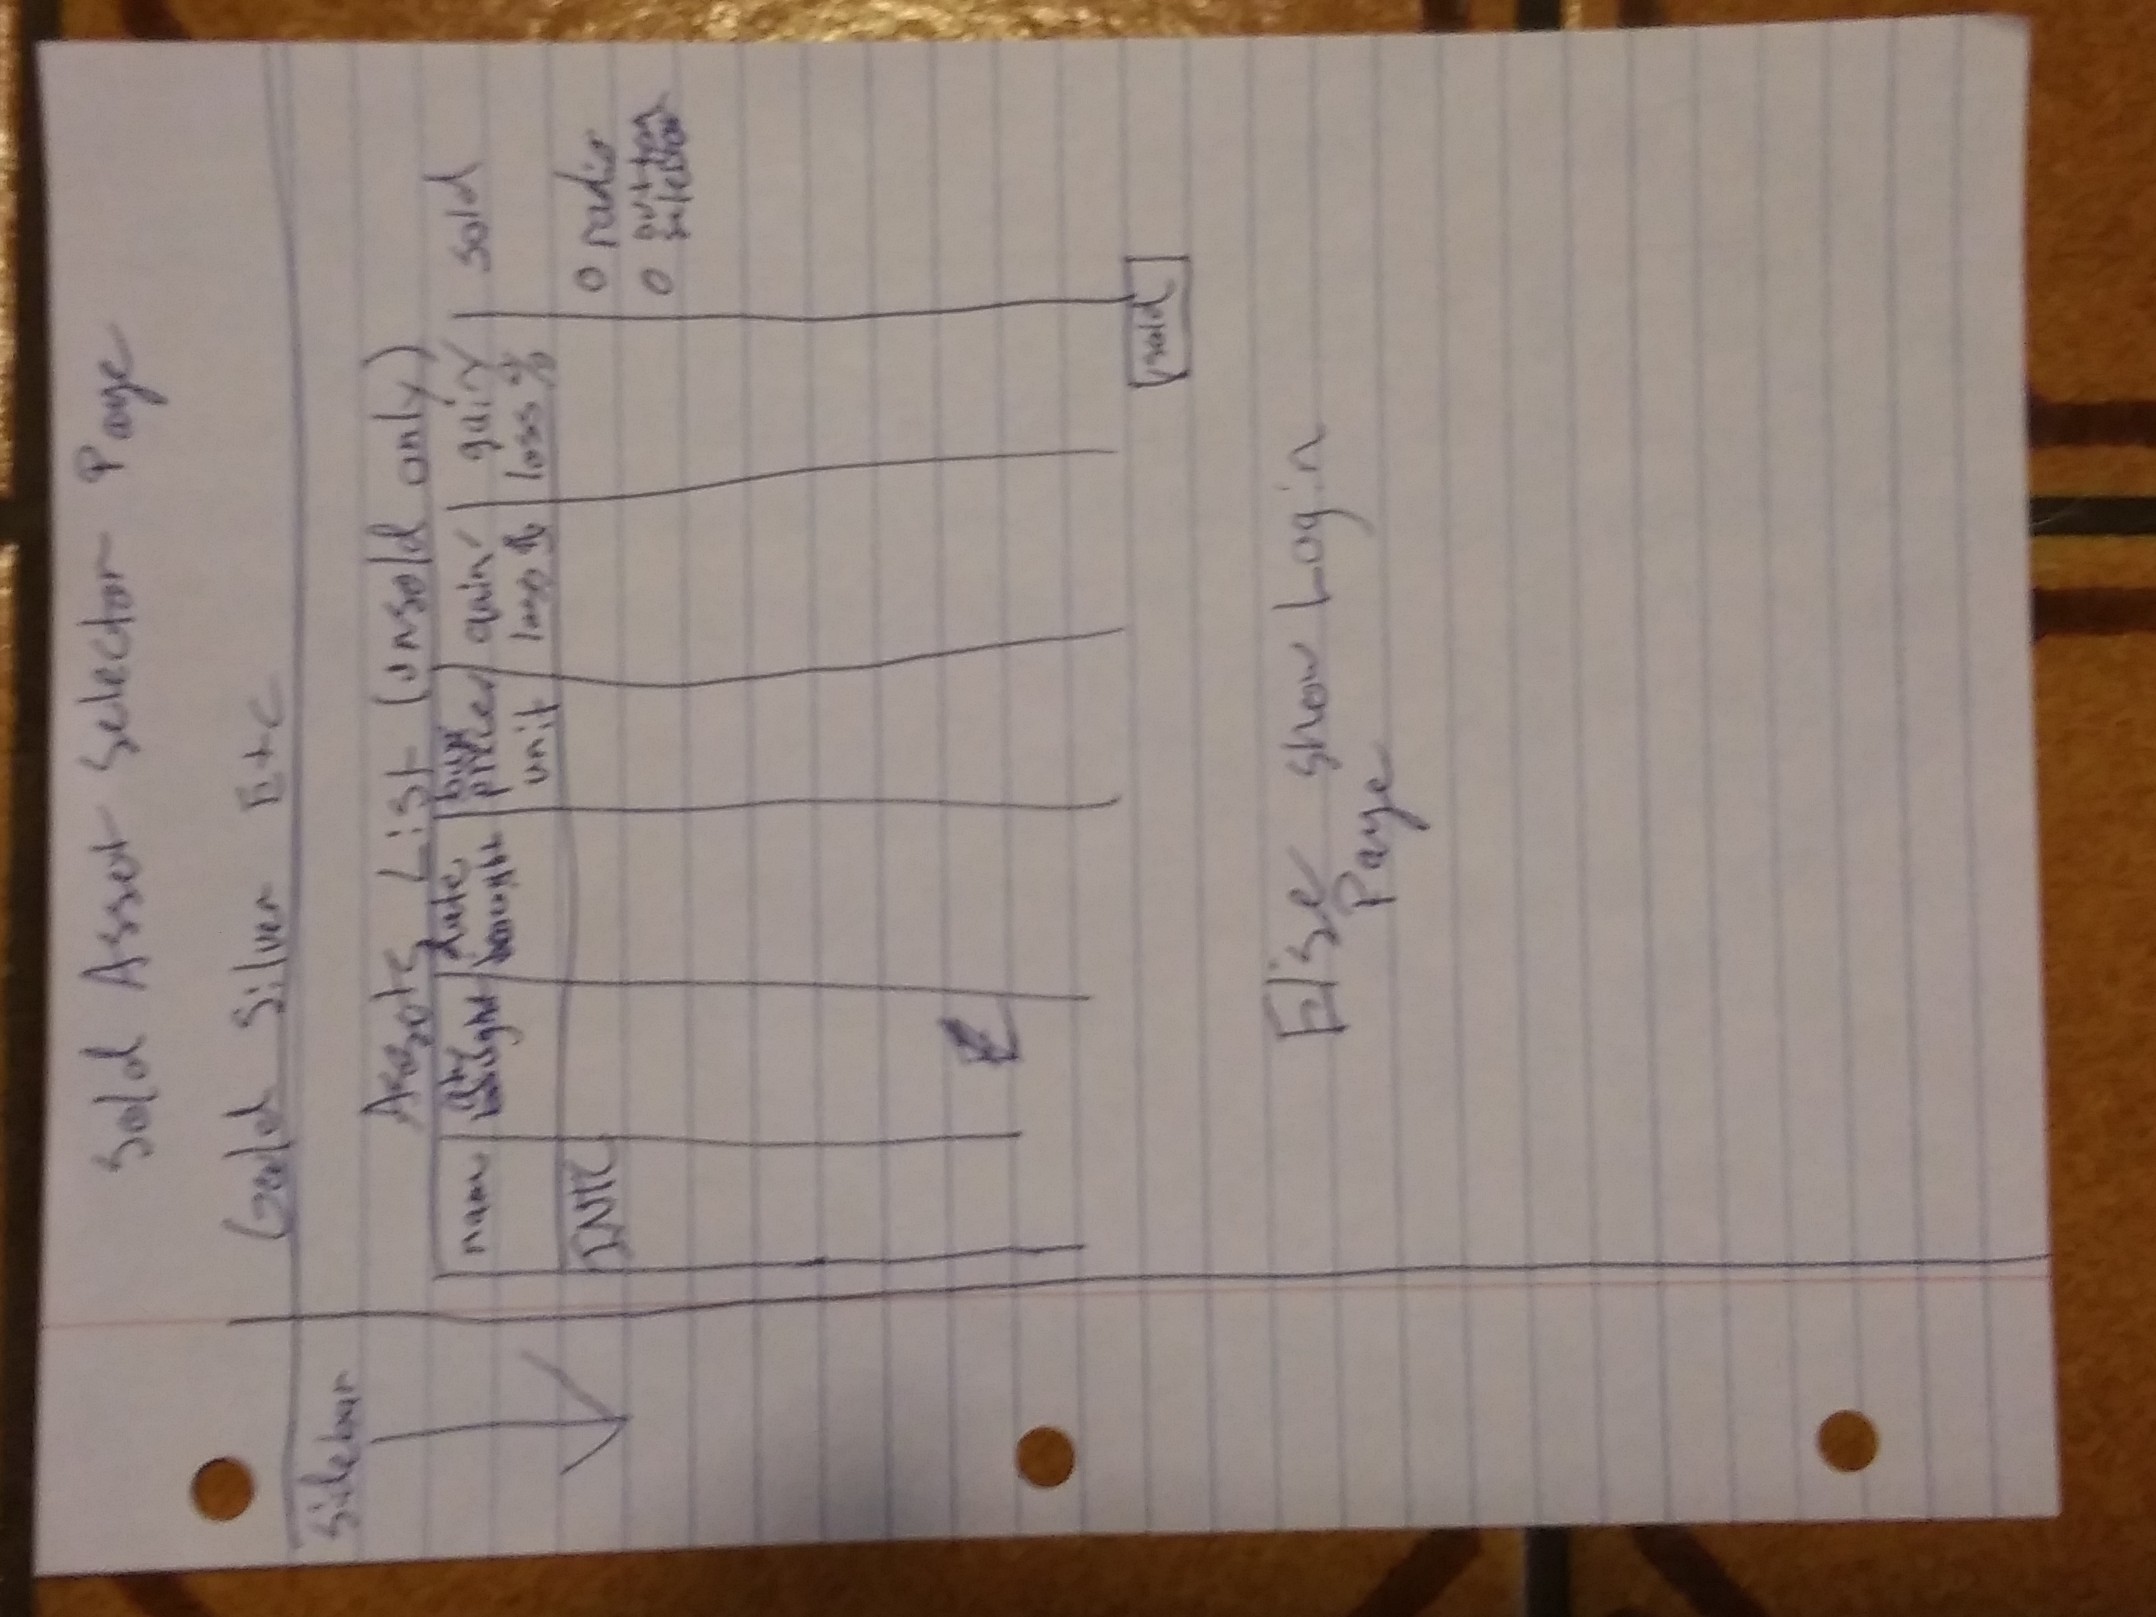 Sold Asset Selector Page
Gold Silver Etc
Sidebar
Assets List (unsold only)
name
qty bought
date bought
buy price/ unit
gain/ loss $
gain/ loss %
sold
INTC
radio
button
selector
sold
Else show Login
Page